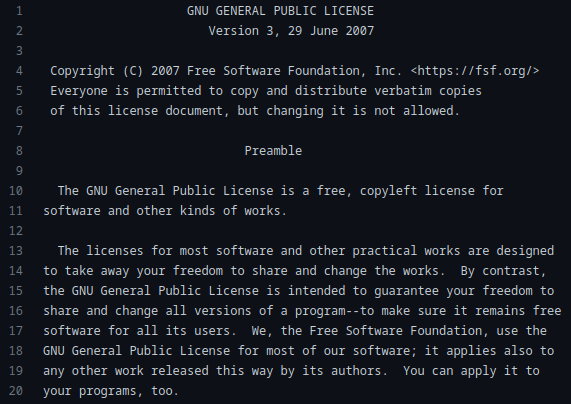 1 GNU GENERAL PUBLIC LICENSE
2 Version 3, 29 June 2007
3
4 Copyright (C) 2007 Free Software Foundation, Inc. <https://fsf.org/>
5 Everyone is permitted to copy and distribute verbatim copies
6 of this license document, but changing it is not allowed.
7
8 Preamble
9
10 The GNU General Public License is a free, copyleft license for
11 software and other kinds of works.
12
13 The licenses for most software and other practical works are designed
14 to take away your freedom to share and change the works.  By contrast,
15 the GNU General Public License is intended to guarantee your freedom to
16 share and change all versions of a program--to make sure it remains free
17 software for all its users.  We, the Free Software Foundation, use the
18 GNU General Public License for most of our software; it applies also to
19 any other work released this way by its authors.  You can apply it to
20 your programs, too.